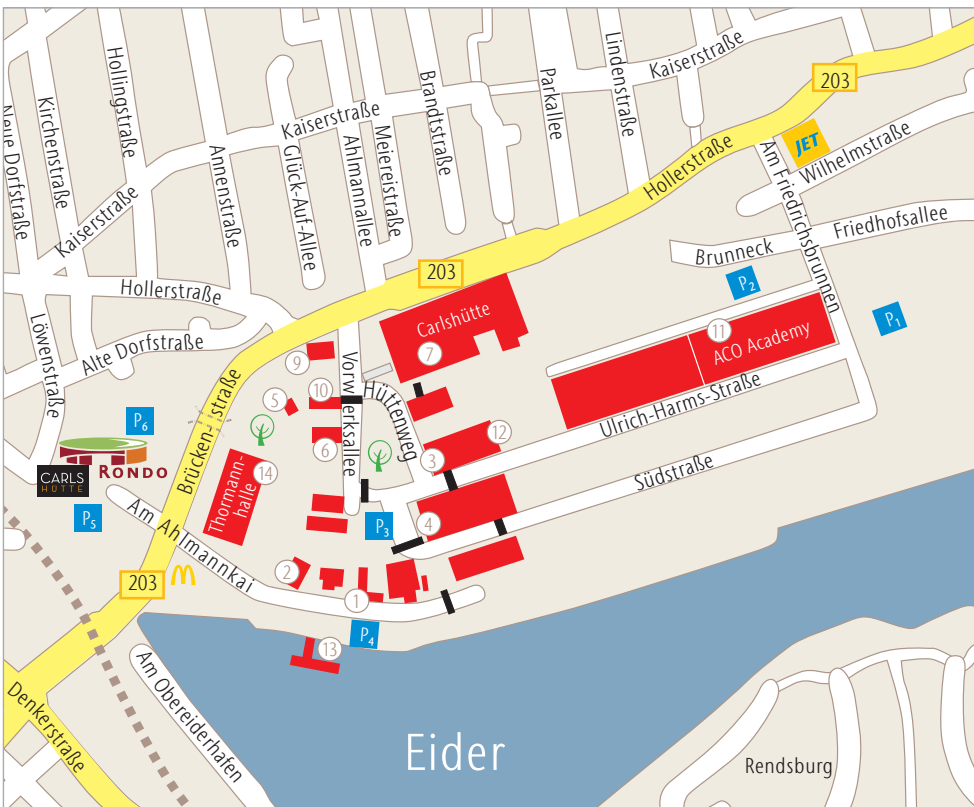 Neue Dorfstraße
Kirchenstraße
Hollingstraße
Kaiserstraße
Annenstraße
Glück-Auf-Allee
Kaiserstraße
Ahlmannallee
Meiereistraße
Brandtstraße
Parkallee
Lindenstraße
Kaiserstraße
203
JET
Wilhelmstraße
Am Friedrichsbrunnen
Hollerstraße
Friedhofsallee
Brunneck
P2
P1
203
Hollerstraße
Löwenstraße
Alte Dorfstraße
Carlshütte
7
11
ACO Academy
Ulrich-Harms-Straße
Südstraße
9
10
5
6
Vorwerksallee
Hüttenweg
12
3
4
P6
RONDO
CARLS
HÜTTE
P5
Brücken-straße
14
Thormann-
halle
P3
Am Ahlmannkai
2
1
203
P4
13
Am Obereiderhafen
Denkerstraße
Eider
Rendsburg